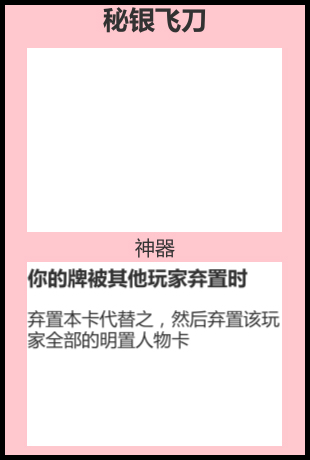 秘银飞刀
神器
你的牌被其他玩家弃置时
弃置本卡代替之，然后弃置该玩
家全部的明置人物卡